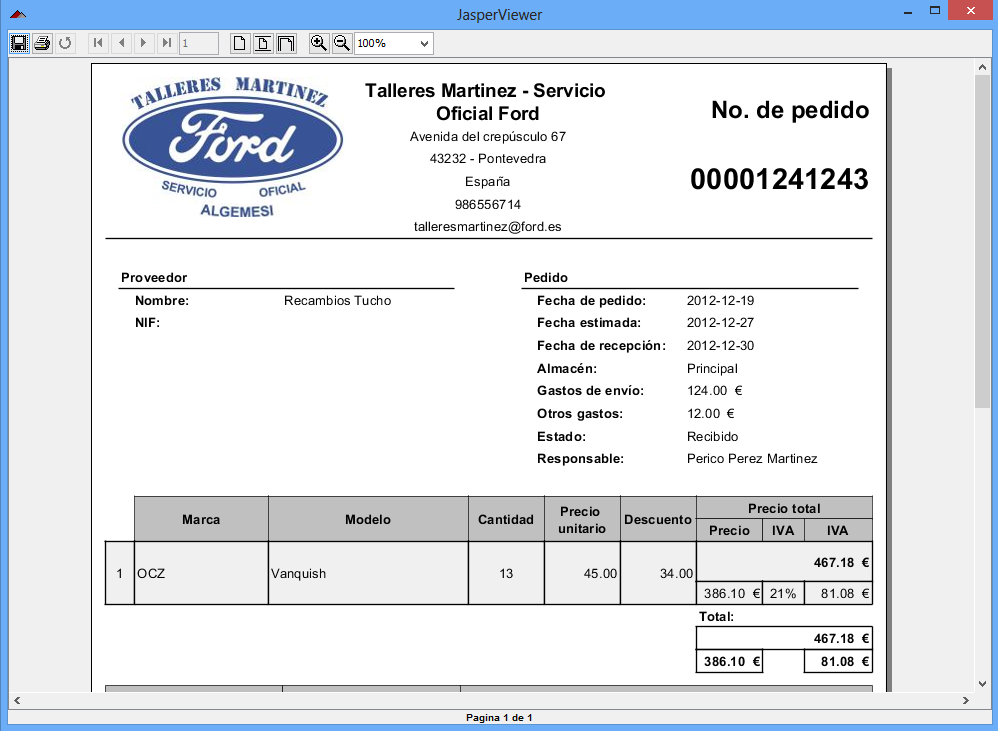 JasperViewer
1
100%
TALLERES MARTINEZ
Ford
SERVICIO OFICIAL
ALGEMESI
Talleres Martinez - Servicio
Oficial Ford
Avenida del crepúsculo 67
43232 - Pontevedra
España
986556714
talleresmartinez@ford.es
No. de pedido
00001241243
Proveedor
Nombre: Recambios Tucho
NIF:
Pedido
Fecha de pedido: 2012-12-19
Fecha estimada: 2012-12-27
Fecha de recepción: 2012-12-30
Almacén: Principal
Gastos de envío: 124.00 €
Otros gastos: 12.00 €
Estado: Recibido
Responsable: Perico Perez Martinez
Marca Modelo Cantidad Precio unitario Descuento Precio total
Precio IVA IVA
467.18 €
1 OCZ Vanquish 13 45.00 34.00
386.10 € 21% 81.08 €
Total:
467.18 €
386.10 € 81.08 €
Pagina 1 de 1